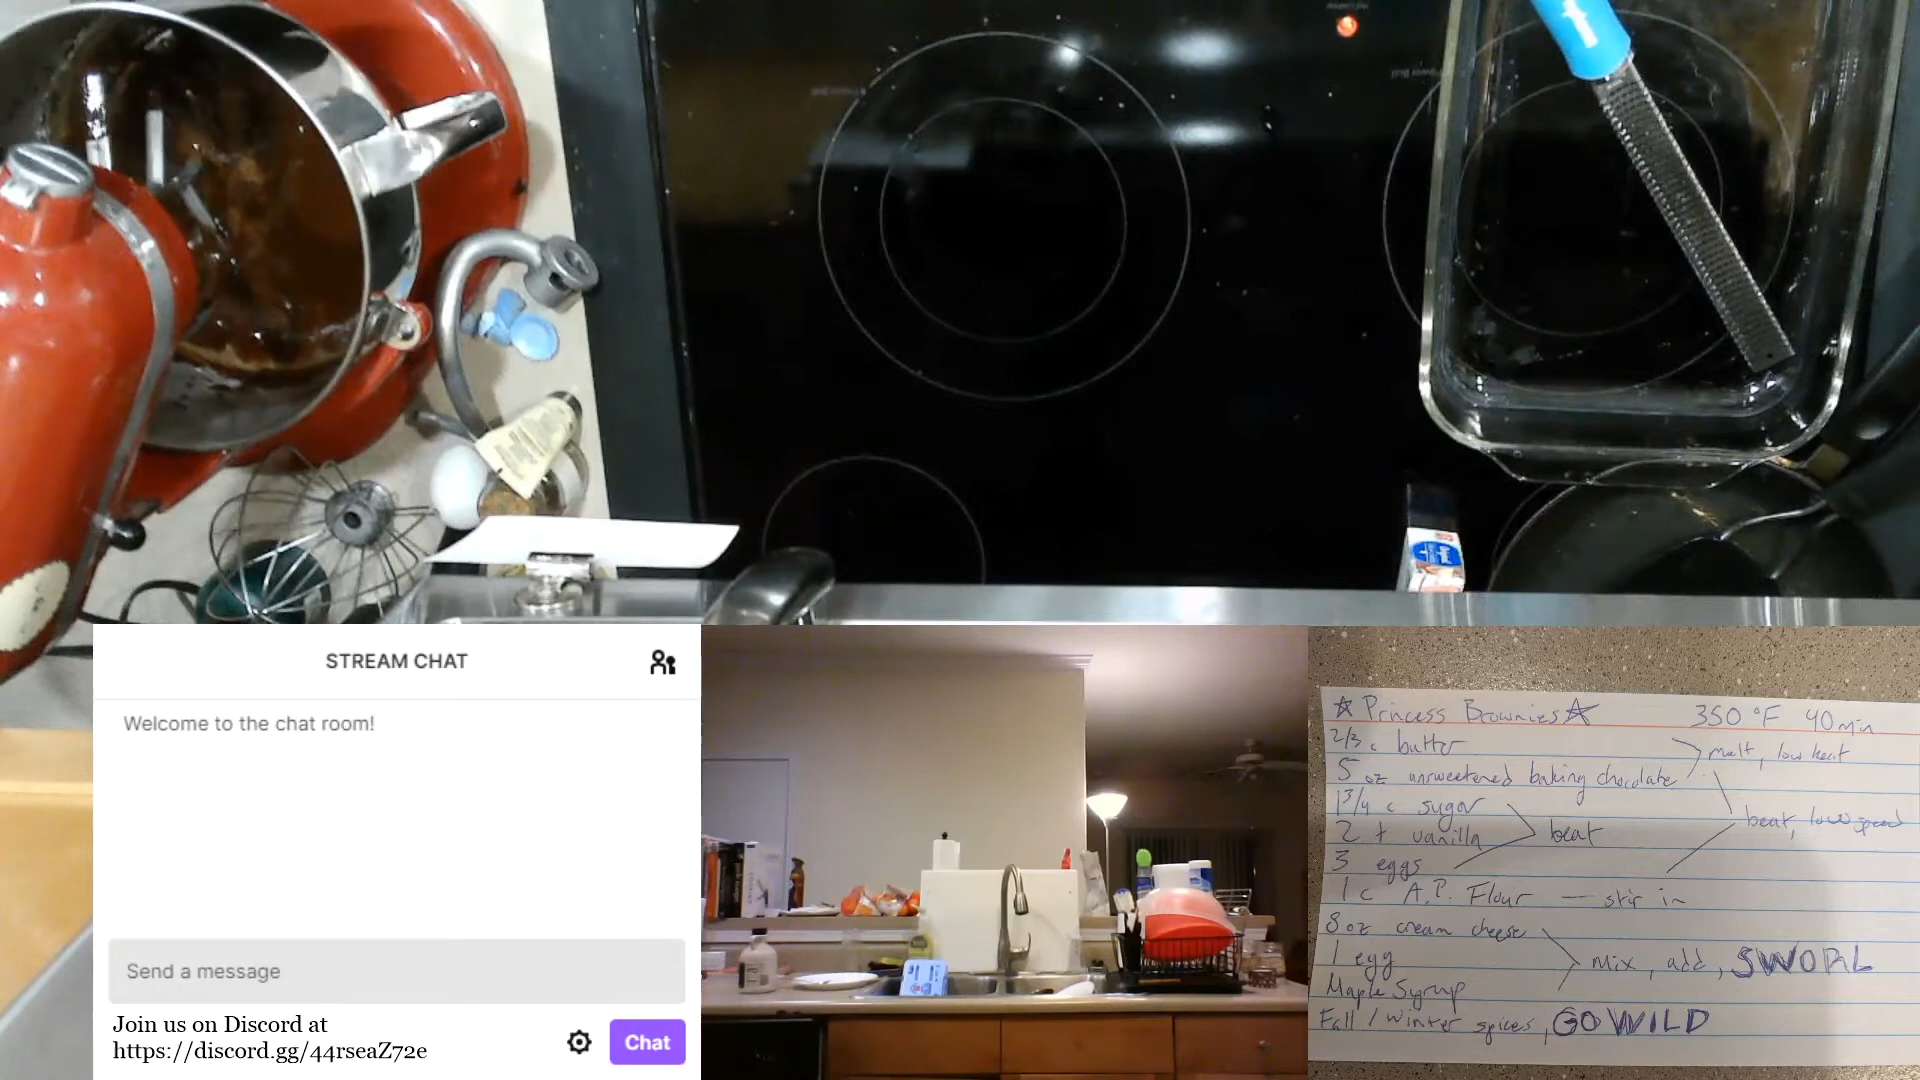 STREAM CHAT
Welcome to the chat room!
Send a message
Join us on Discord at
https://discord.gg/44rseaZ72e
Chat
☆ Princess Brownies ☆ 350 °F 40 min
2/3 c butter
melt, low heat
5 oz unsweetened baking chocolate
1 3/4 c sugar
beat, low speed
2 t vanilla
beat
3 eggs
1 c A.P. Flour — stir in
8 oz cream cheese
1 egg
mix, add, SWORL
Maple Syrup
Fall / Winter spices, GO WILD